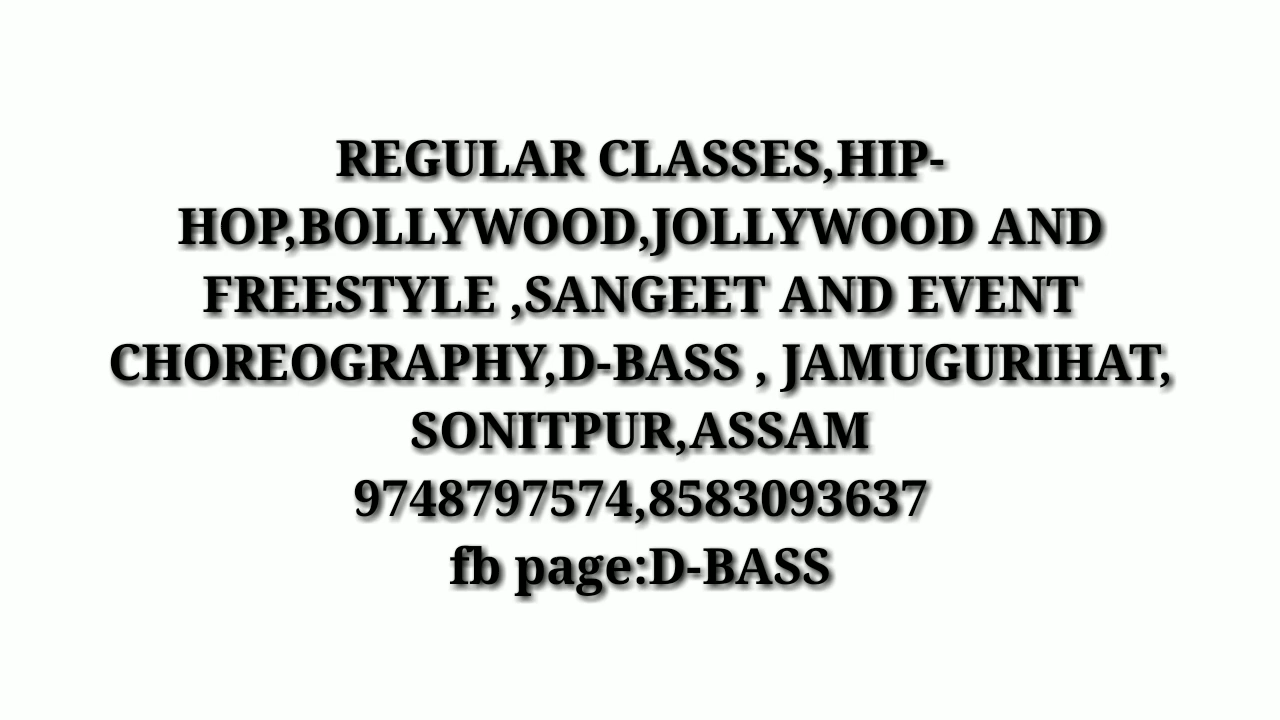 REGULAR CLASSES,HIP-
HOP,BOLLYWOOD,JOLLYWOOD AND
FREESTYLE ,SANGEET AND EVENT
CHOREOGRAPHY,D-BASS , JAMUGURIHAT,
SONITPUR,ASSAM
9748797574,8583093637
fb page:D-BASS